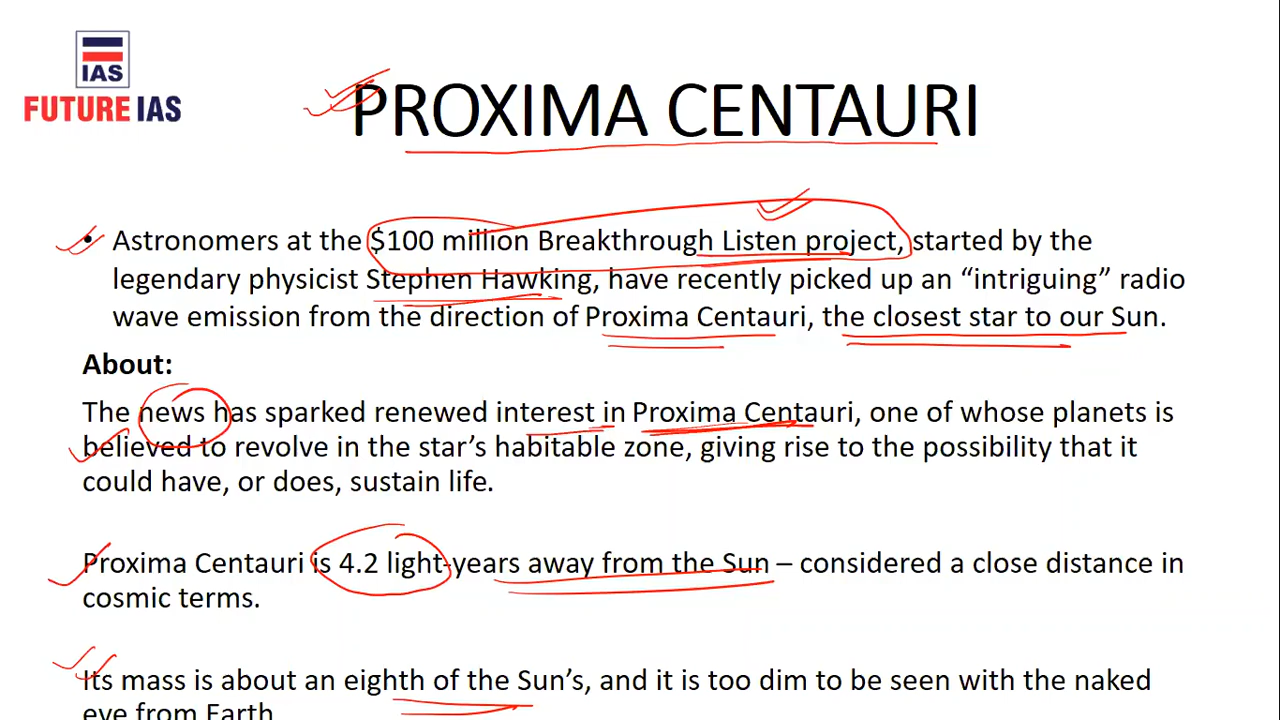 IAS
FUTURE IAS
PROXIMA CENTAURI
• Astronomers at the $100 million Breakthrough Listen project, started by the
legendary physicist Stephen Hawking, have recently picked up an “intriguing” radio
wave emission from the direction of Proxima Centauri, the closest star to our Sun.
About:
The news has sparked renewed interest in Proxima Centauri, one of whose planets is
believed to revolve in the star’s habitable zone, giving rise to the possibility that it
could have, or does, sustain life.
Proxima Centauri is 4.2 light-years away from the Sun – considered a close distance in
cosmic terms.
Its mass is about an eighth of the Sun’s, and it is too dim to be seen with the naked
eye from Earth